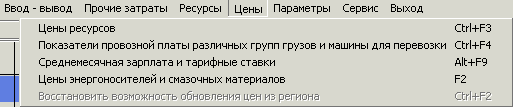 Ввод - вывод Прочие затраты Ресурсы Цены Параметры Сервис Выход
Цены ресурсов Ctrl+F3
Показатели провозной платы различных групп грузов и машины для перевозки Ctrl+F4
Среднемесячная зарплата и тарифные ставки Alt+F9
Цены энергоносителей и смазочных материалов F2
Восстановить возможность обновления цен из региона Ctrl+F2